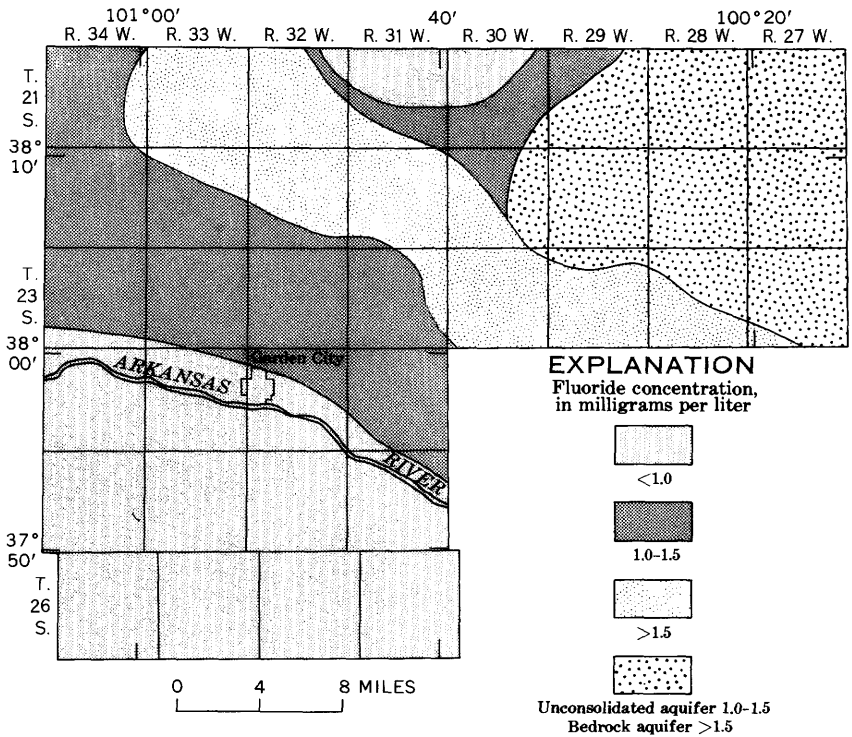 101°00′ 40′ 100°20′
R. 34 W. R. 33 W. R. 32 W. R. 31 W. R. 30 W. R. 29 W. R. 28 W. R. 27 W.
T.
21
S.
38°
10′
T.
23
S.
38°
00′
Garden City
ARKANSAS
RIVER
37°
50′
T.
26
S.
0 4 8 MILES
EXPLANATION
Fluoride concentration,
in milligrams per liter
<1.0
1.0-1.5
>1.5
Unconsolidated aquifer 1.0-1.5
Bedrock aquifer >1.5